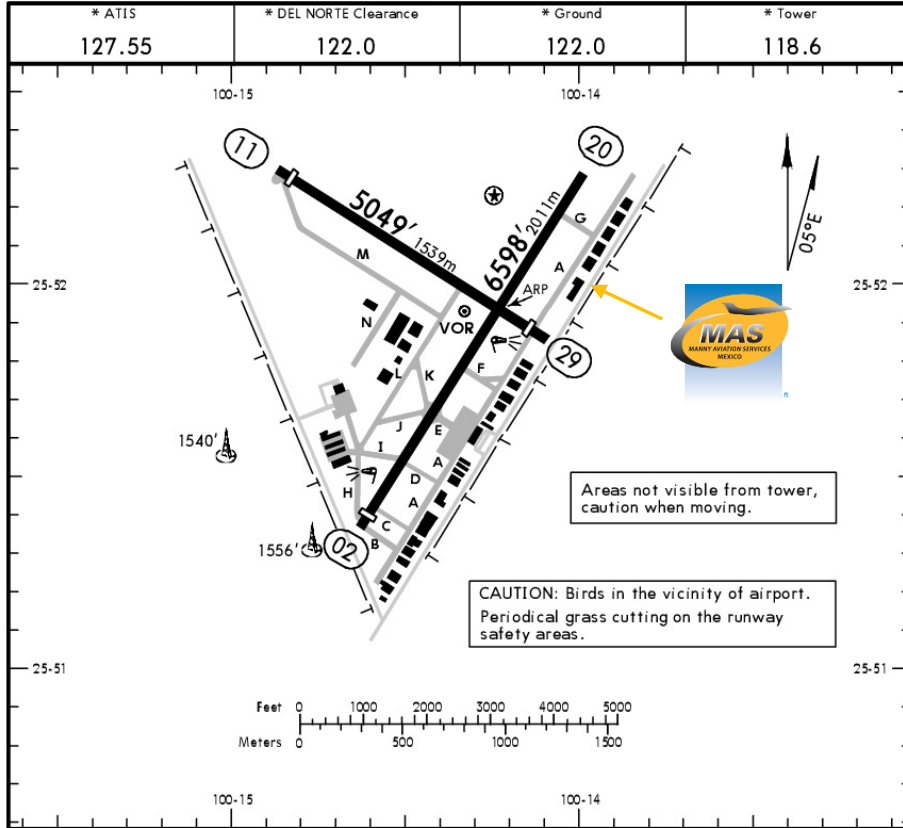 * ATIS
127.55
* DEL NORTE Clearance
122.0
* Ground
122.0
* Tower
118.6
100-15
100-14
11
20
5049' 1539m
6598' 2011m
G
A
M
05°E
25-52
25-52
ARP
VOR
N
MAS
MANNY AVIATION SERVICES
MEXICO
®
29
F
L
K
J
E
1540'
I
A
D
H
A
C
B
1556'
02
Areas not visible from tower,
caution when moving.
CAUTION: Birds in the vicinity of airport.
Periodical grass cutting on the runway
safety areas.
25-51
25-51
Feet 0 1000 2000 3000 4000 5000
Meters 0 500 1000 1500
100-15
100-14